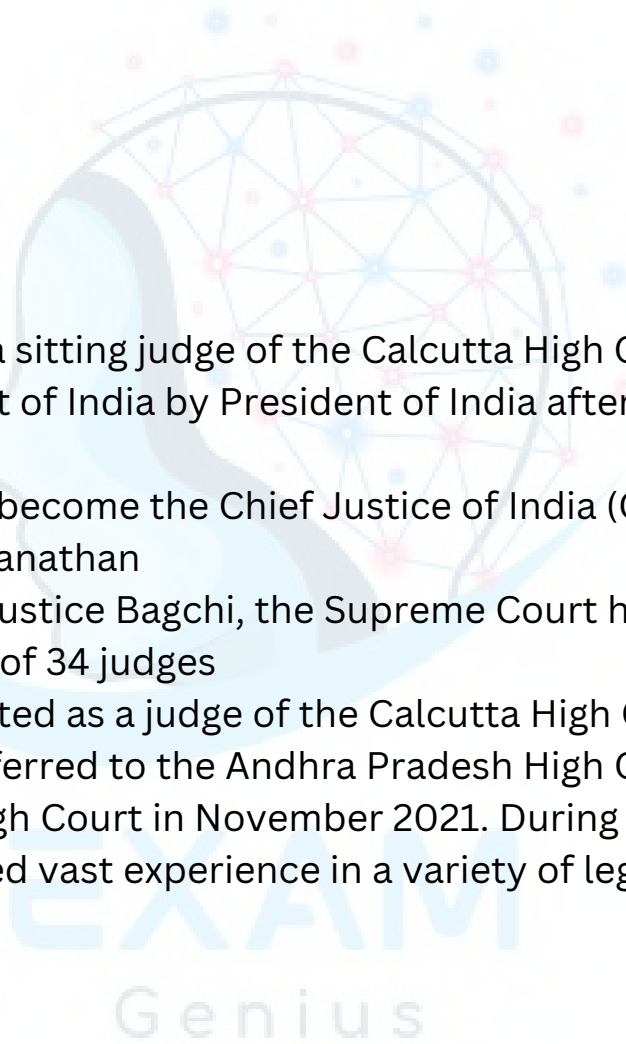 a sitting judge of the Calcutta High C
t of India by President of India after
become the Chief Justice of India (C
anathan
ustice Bagchi, the Supreme Court h
of 34 judges
ted as a judge of the Calcutta High C
ferred to the Andhra Pradesh High C
gh Court in November 2021. During
ed vast experience in a variety of leg
EXAM
Genius